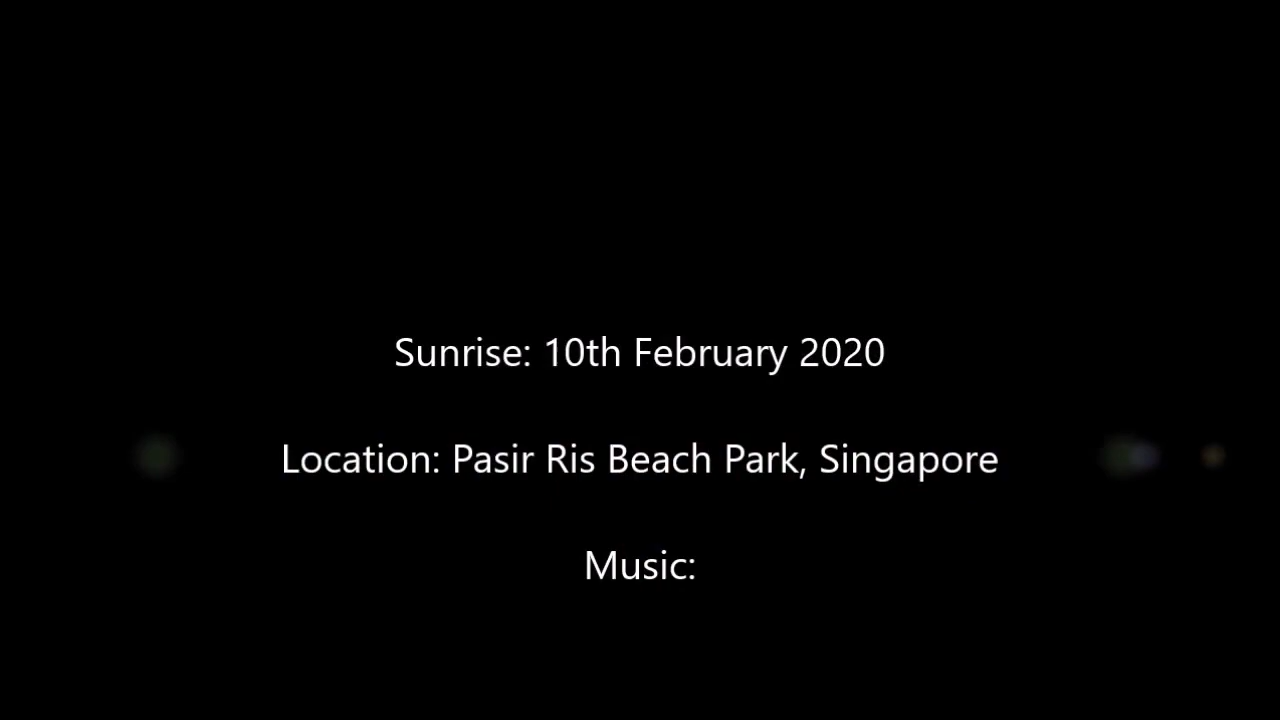 Sunrise: 10th February 2020
Location: Pasir Ris Beach Park, Singapore
Music: